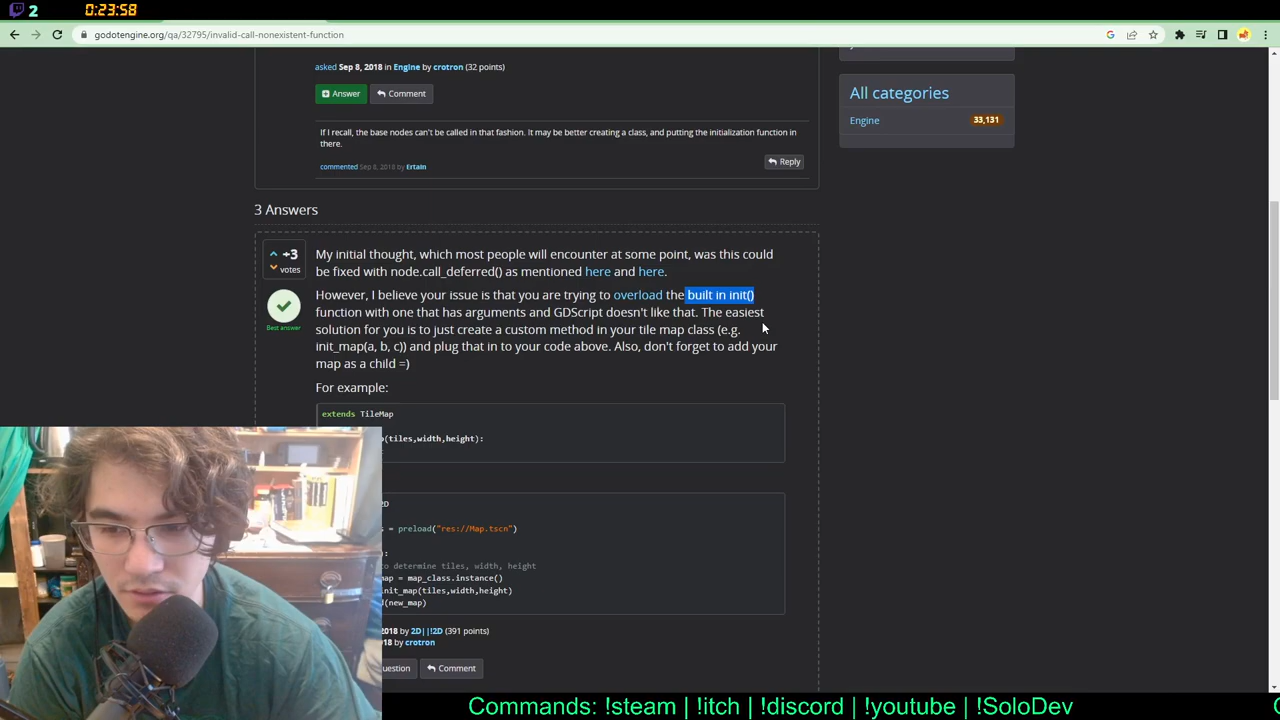 2
0:23:58
godotengine.org/qa/32795/invalid-call-nonexistent-function
asked Sep 8, 2018 in Engine by crotron (32 points)
Answer
Comment
If I recall, the base nodes can't be called in that fashion. It may be better creating a class, and putting the initialization function in
there.
commented Sep 8, 2018 by Ertain
Reply
All categories
Engine
33,131
3 Answers
+3
votes
Best answer
My initial thought, which most people will encounter at some point, was this could
be fixed with node.call_deferred() as mentioned here and here.
However, I believe your issue is that you are trying to overload the built in init()
function with one that has arguments and GDScript doesn't like that. The easiest
solution for you is to just create a custom method in your tile map class (e.g.
init_map(a, b, c)) and plug that in to your code above. Also, don't forget to add your
map as a child =)
For example:
extends TileMap
(tiles,width,height):
= preload("res://Map.tscn")
to determine tiles, width, height
map = map_class.instance()
init_map(tiles,width,height)
(new_map)
2018 by 2D||!2D (391 points)
2018 by crotron
Comment
Commands: !steam | !itch | !discord | !youtube | !SoloDev